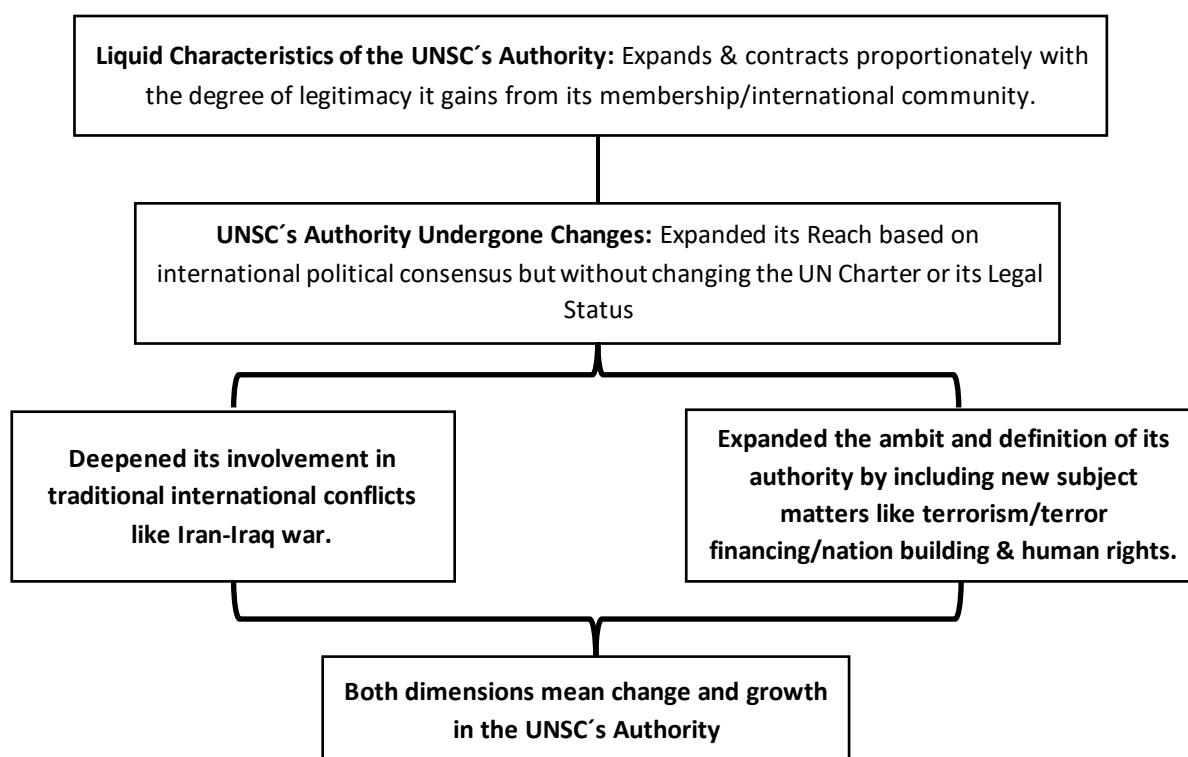 Liquid Characteristics of the UNSC´s Authority: Expands & contracts proportionately with
the degree of legitimacy it gains from its membership/international community.
UNSC´s Authority Undergone Changes: Expanded its Reach based on
international political consensus but without changing the UN Charter or its Legal
Status
Deepened its involvement in
traditional international conflicts
like Iran-Iraq war.
Expanded the ambit and definition of its
authority by including new subject
matters like terrorism/terror
financing/nation building & human rights.
Both dimensions mean change and growth
in the UNSC´s Authority